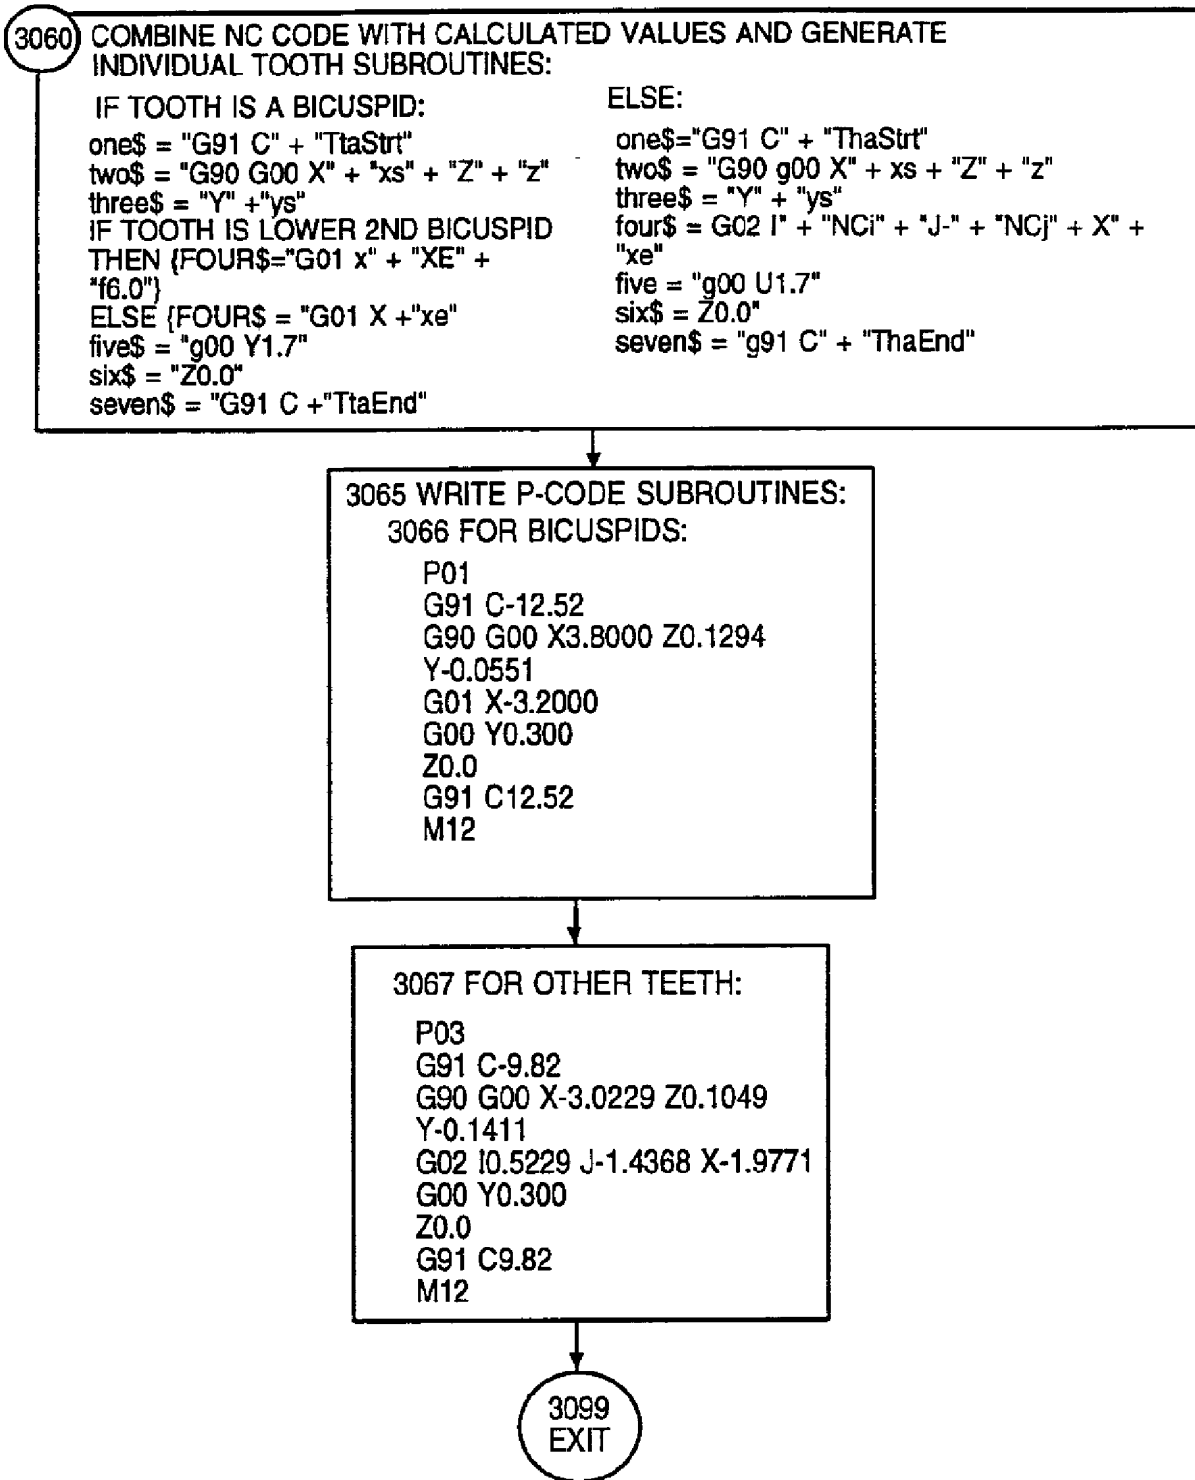 3060
COMBINE NC CODE WITH CALCULATED VALUES AND GENERATE
INDIVIDUAL TOOTH SUBROUTINES:
IF TOOTH IS A BICUSPID:
one$ = "G91 C" + "TtaStrt"
two$ = "G90 G00 X" + "xs" + "Z" + "z"
three$ = "Y" +"ys"
IF TOOTH IS LOWER 2ND BICUSPID
THEN {FOUR$="G01 x" + "XE" +
"f6.0"}
ELSE {FOUR$ = "G01 X +"xe"
five$ = "g00 Y1.7"
six$ = "Z0.0"
seven$ = "G91 C +"TtaEnd"
ELSE:
one$="G91 C" + "ThaStrt"
two$ = "G90 g00 X" + xs + "Z" + "z"
three$ = "Y" + "ys"
four$ = G02 I" + "NCi" + "J-" + "NCj" + X" +
"xe"
five = "g00 U1.7"
six$ = Z0.0"
seven$ = "g91 C" + "ThaEnd"
3065 WRITE P-CODE SUBROUTINES:
3066 FOR BICUSPIDS:
P01
G91 C-12.52
G90 G00 X3.8000 Z0.1294
Y-0.0551
G01 X-3.2000
G00 Y0.300
Z0.0
G91 C12.52
M12
3067 FOR OTHER TEETH:
P03
G91 C-9.82
G90 G00 X-3.0229 Z0.1049
Y-0.1411
G02 I0.5229 J-1.4368 X-1.9771
G00 Y0.300
Z0.0
G91 C9.82
M12
3099
EXIT